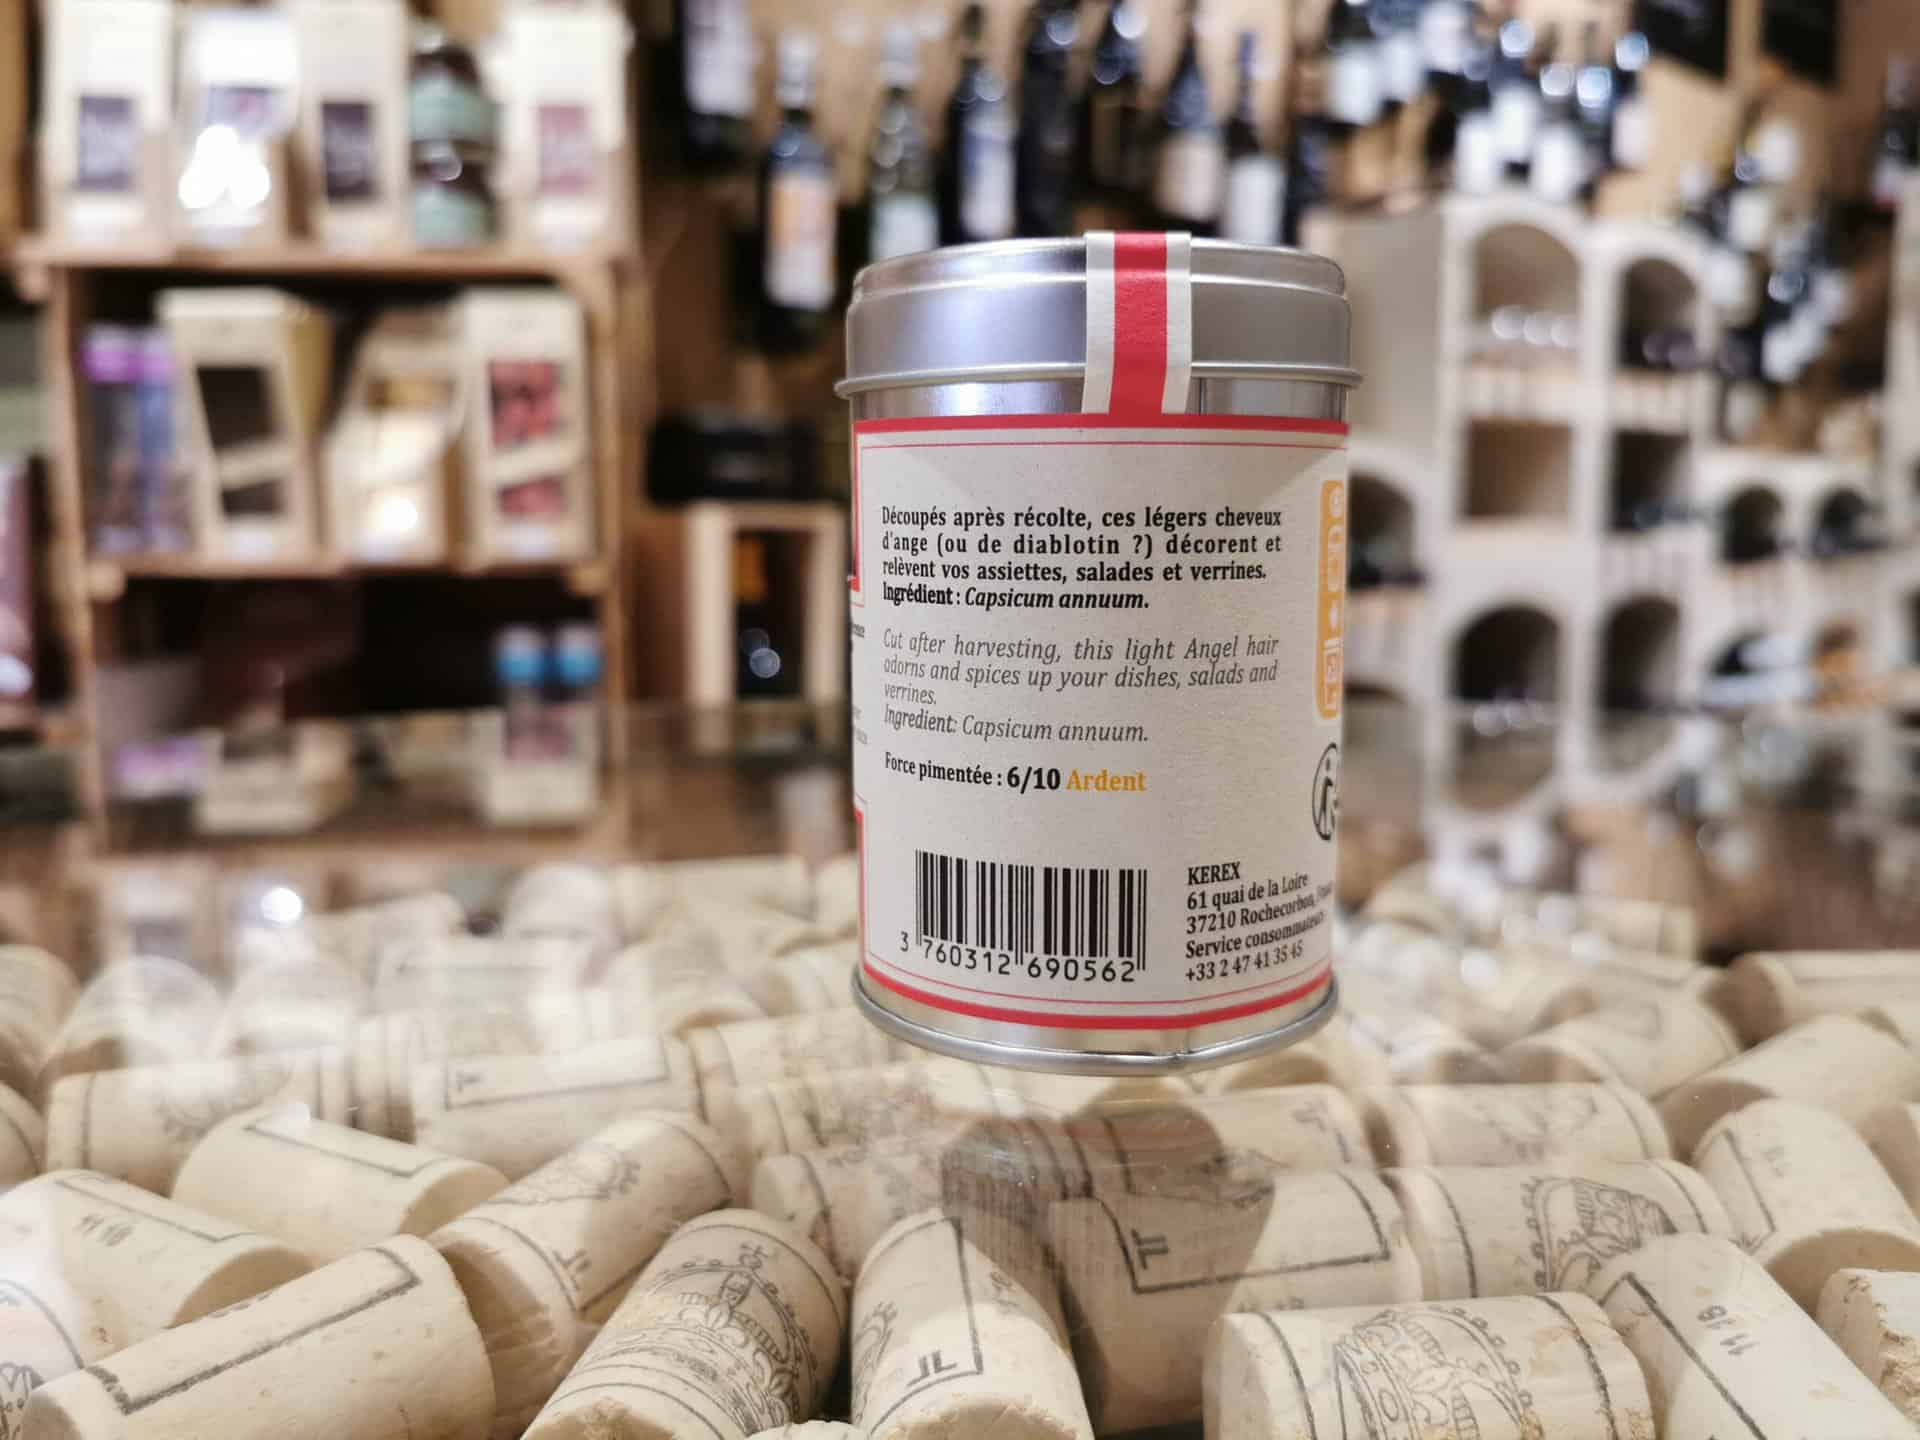 Découpés après récolte, ces légers cheveux
d'ange (ou de diablotin ?) décorent et
relèvent vos assiettes, salades et verrines.
Ingrédient : Capsicum annuum.
Cut after harvesting, this light Angel hair
adorns and spices up your dishes, salads and
verrines.
Ingredient: Capsicum annuum.
Force pimentée : 6/10 Ardent
3 760312 690562
KEREX
61 quai de la Loire
37210 Rochecorbon,
Service consommateurs
+33 2 47 41 35 45
JL
JL
JL